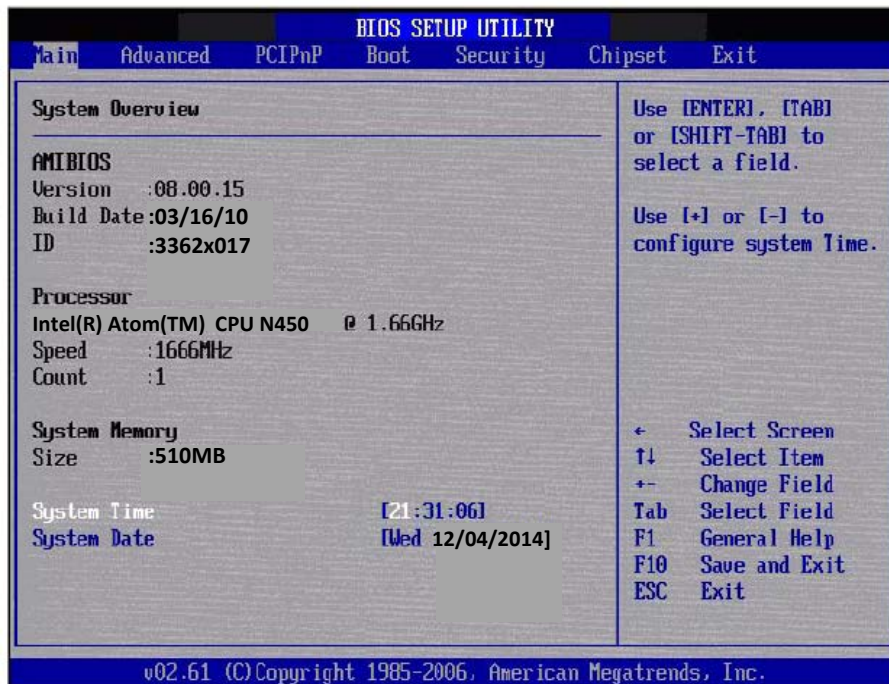 BIOS SETUP UTILITY
Main Advanced PCIPnP Boot Security Chipset Exit
System Overview
AMIBIOS
Version :08.00.15
Build Date:03/16/10
ID :3362x017
Processor
Intel(R) Atom(TM) CPU N450 @ 1.66GHz
Speed :1666MHz
Count :1
System Memory
Size :510MB
System Time [21:31:06]
System Date [Wed 12/04/2014]
Use [ENTER], [TAB]
or [SHIFT-TAB] to
select a field.
Use [+] or [-] to
configure system Time.
← Select Screen
↑↓ Select Item
+- Change Field
Tab Select Field
F1 General Help
F10 Save and Exit
ESC Exit
v02.61 (C)Copyright 1985-2006, American Megatrends, Inc.